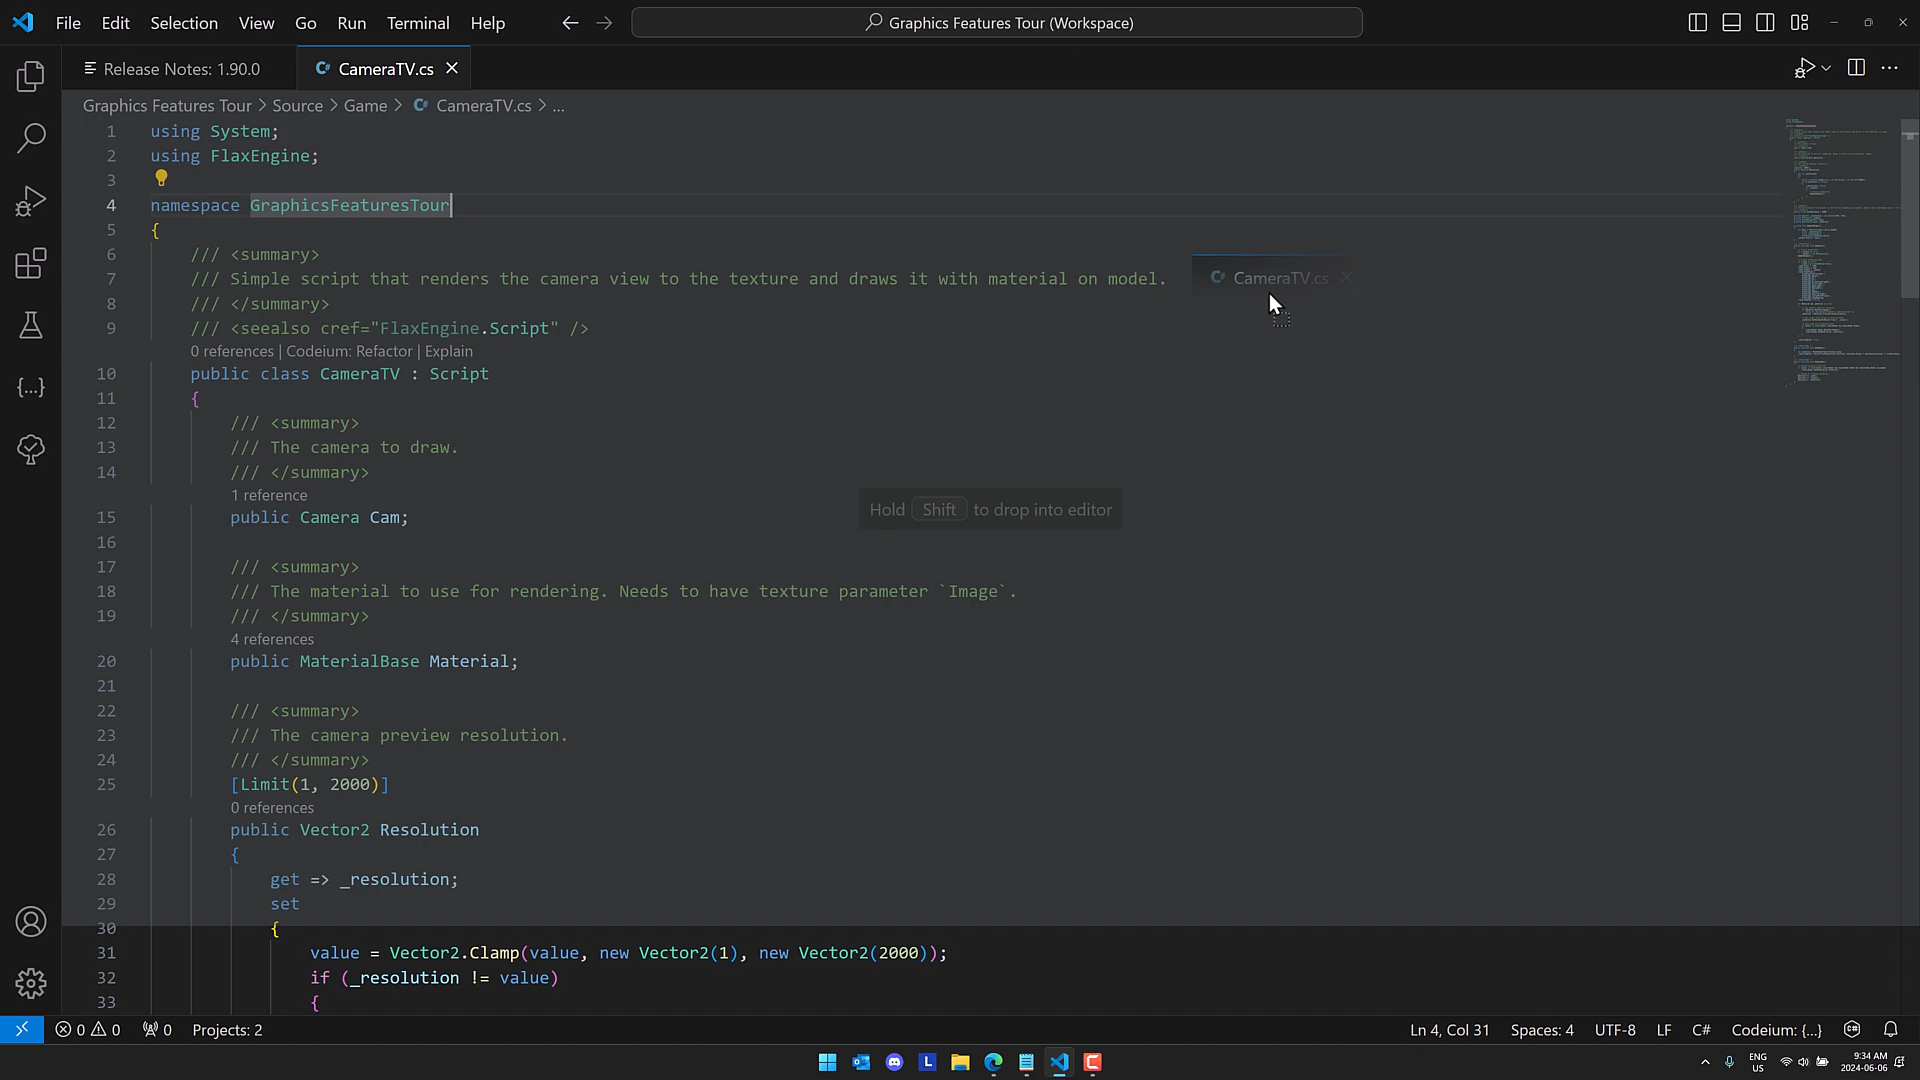 File Edit Selection View Go Run Terminal Help
Graphics Features Tour (Workspace)
Release Notes: 1.90.0
C# CameraTV.cs
Graphics Features Tour > Source > Game > C# CameraTV.cs > ...
1 using System;
2 using FlaxEngine;
3
4 namespace GraphicsFeaturesTour
5 {
6 /// <summary>
7 /// Simple script that renders the camera view to the texture and draws it with material on model.
C# CameraTV.cs
8 /// </summary>
9 /// <seealso cref="FlaxEngine.Script" />
0 references | Codeium: Refactor | Explain
10 public class CameraTV : Script
11 {
12 /// <summary>
13 /// The camera to draw.
14 /// </summary>
1 reference
Hold Shift to drop into editor
15 public Camera Cam;
16
17 /// <summary>
18 /// The material to use for rendering. Needs to have texture parameter `Image`.
19 /// </summary>
4 references
20 public MaterialBase Material;
21
22 /// <summary>
23 /// The camera preview resolution.
24 /// </summary>
25 [Limit(1, 2000)]
0 references
26 public Vector2 Resolution
27 {
28 get => _resolution;
29 set
30 {
31 value = Vector2.Clamp(value, new Vector2(1), new Vector2(2000));
32 if (_resolution != value)
33 {
0 0 0 Projects: 2
Ln 4, Col 31 Spaces: 4 UTF-8 LF C# Codeium: {...}
L
ENG
US
9:34 AM
2024-06-06